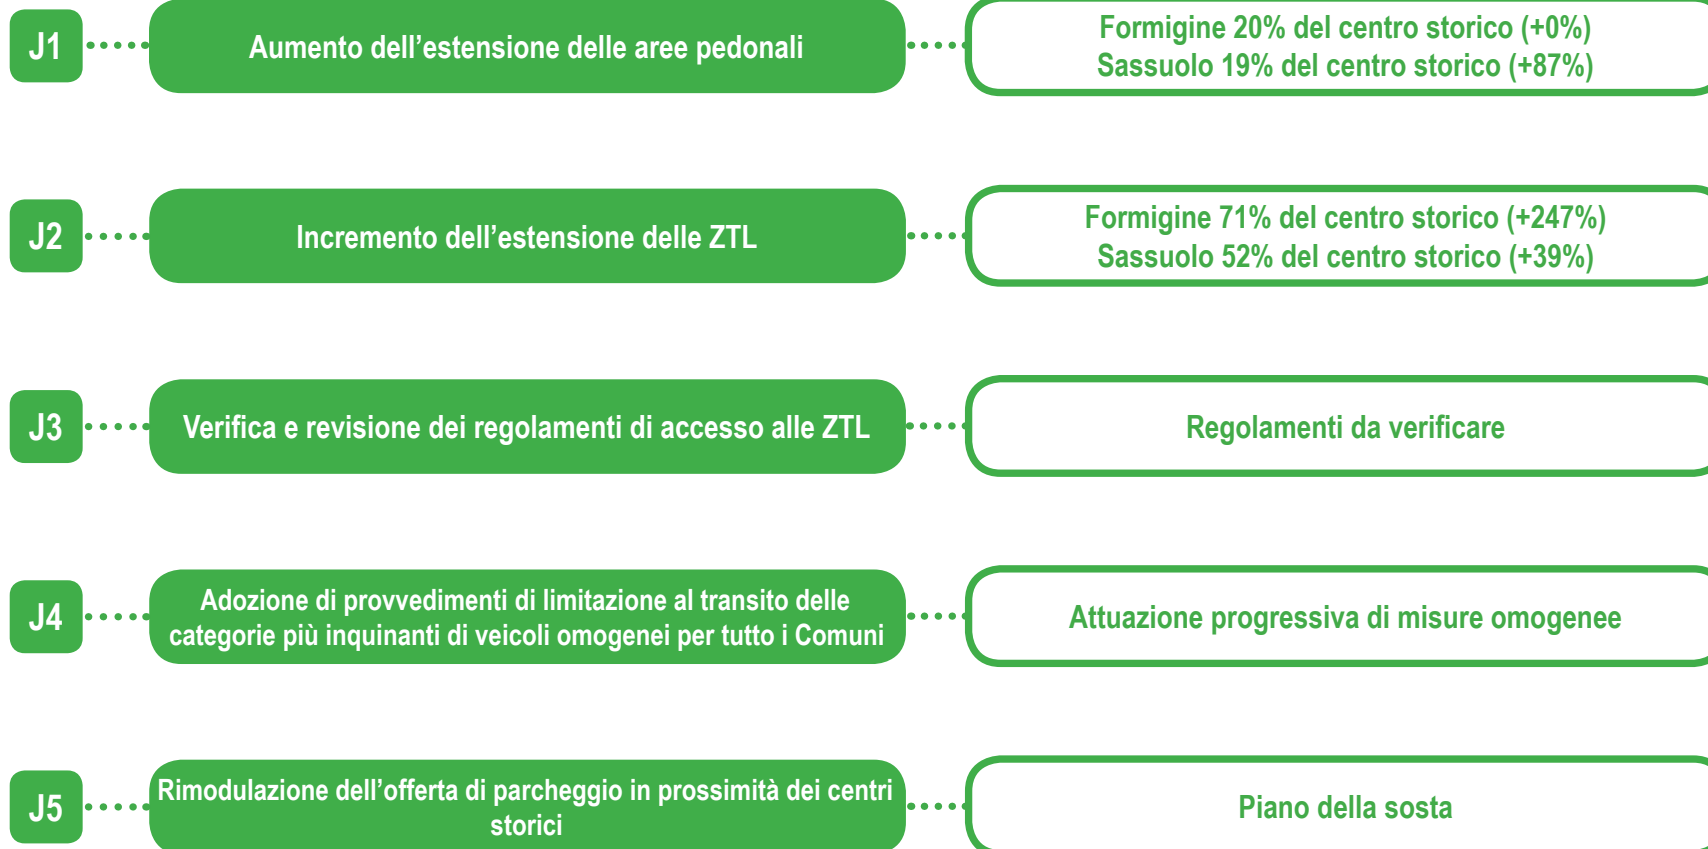 J1
Aumento dell’estensione delle aree pedonali
Formigine 20% del centro storico (+0%)
Sassuolo 19% del centro storico (+87%)
J2
Incremento dell’estensione delle ZTL
Formigine 71% del centro storico (+247%)
Sassuolo 52% del centro storico (+39%)
J3
Verifica e revisione dei regolamenti di accesso alle ZTL
Regolamenti da verificare
J4
Adozione di provvedimenti di limitazione al transito delle
categorie più inquinanti di veicoli omogenei per tutto i Comuni
Attuazione progressiva di misure omogenee
J5
Rimodulazione dell’offerta di parcheggio in prossimità dei centri
storici
Piano della sosta